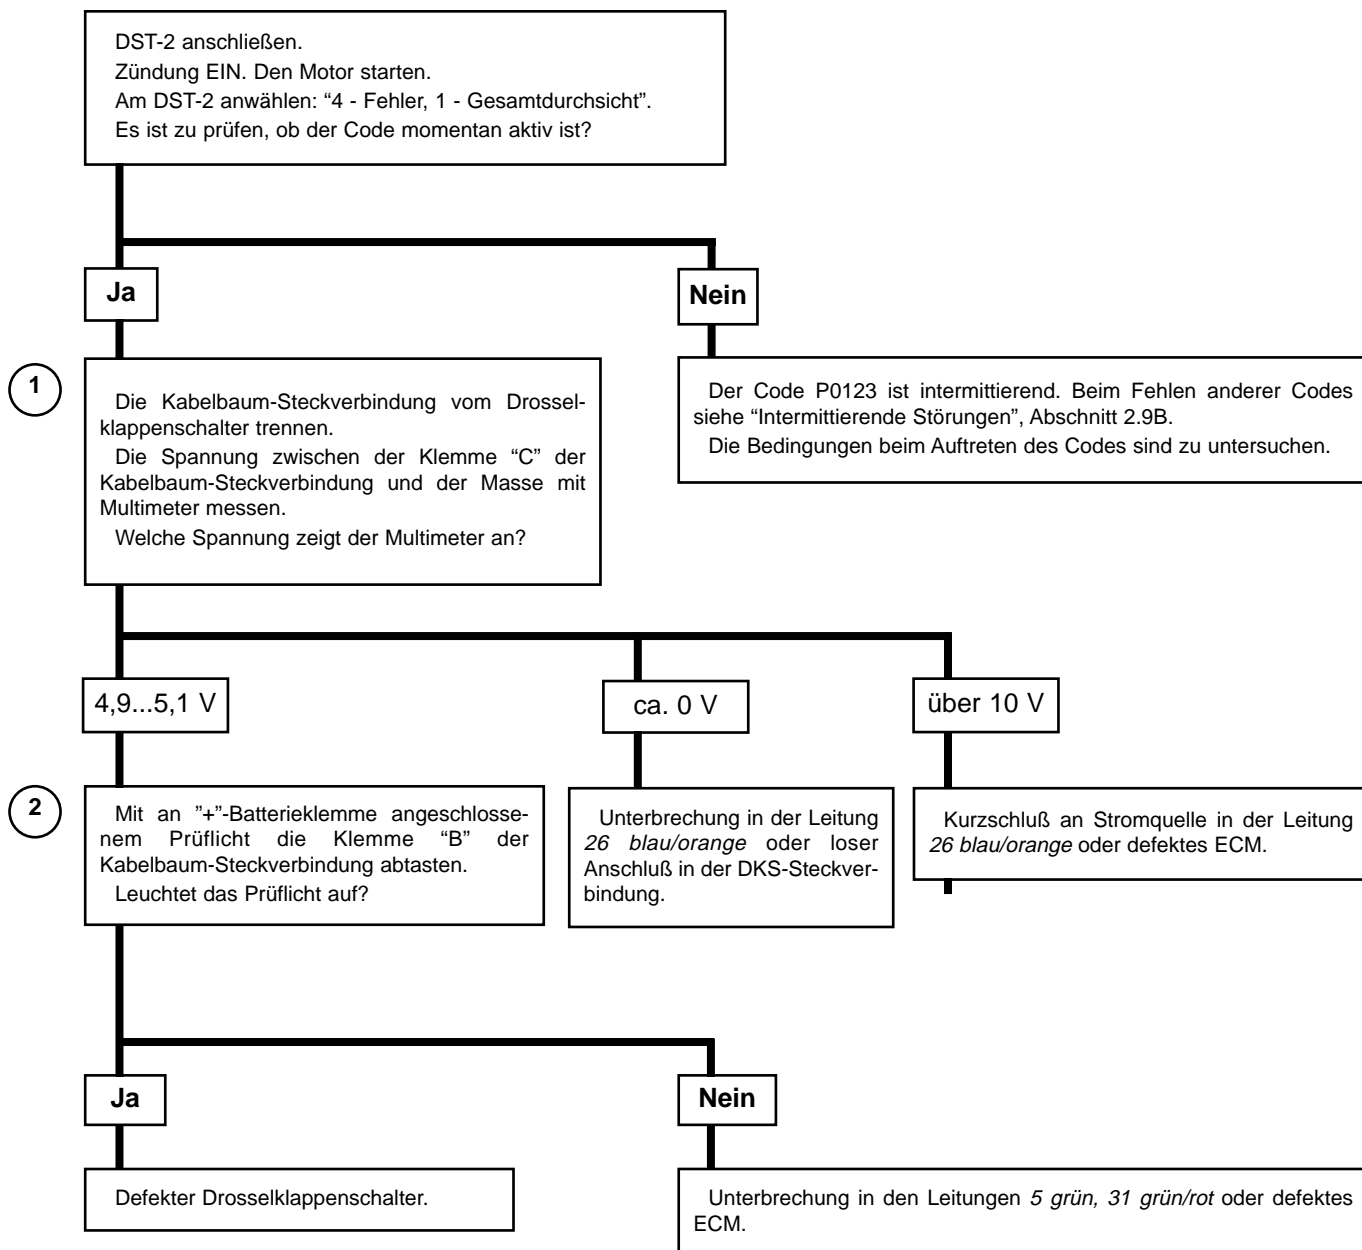 DST-2 anschließen.
Zündung EIN. Den Motor starten.
Am DST-2 anwählen: “4 - Fehler, 1 - Gesamtdurchsicht”.
Es ist zu prüfen, ob der Code momentan aktiv ist?
Ja
Nein
1
Die Kabelbaum-Steckverbindung vom Drossel-
klappenschalter trennen.
Die Spannung zwischen der Klemme “C” der
Kabelbaum-Steckverbindung und der Masse mit
Multimeter messen.
Welche Spannung zeigt der Multimeter an?
Der Code P0123 ist intermittierend. Beim Fehlen anderer Codes
siehe “Intermittierende Störungen”, Abschnitt 2.9B.
Die Bedingungen beim Auftreten des Codes sind zu untersuchen.
4,9...5,1 V
ca. 0 V
über 10 V
2
Mit an ”+”-Batterieklemme angeschlosse-
nem Prüflicht die Klemme “B” der
Kabelbaum-Steckverbindung abtasten.
Leuchtet das Prüflicht auf?
Unterbrechung in der Leitung
26 blau/orange oder loser
Anschluß in der DKS-Steckver-
bindung.
Kurzschluß an Stromquelle in der Leitung
26 blau/orange oder defektes ECM.
Ja
Nein
Defekter Drosselklappenschalter.
Unterbrechung in den Leitungen 5 grün, 31 grün/rot oder defektes
ECM.